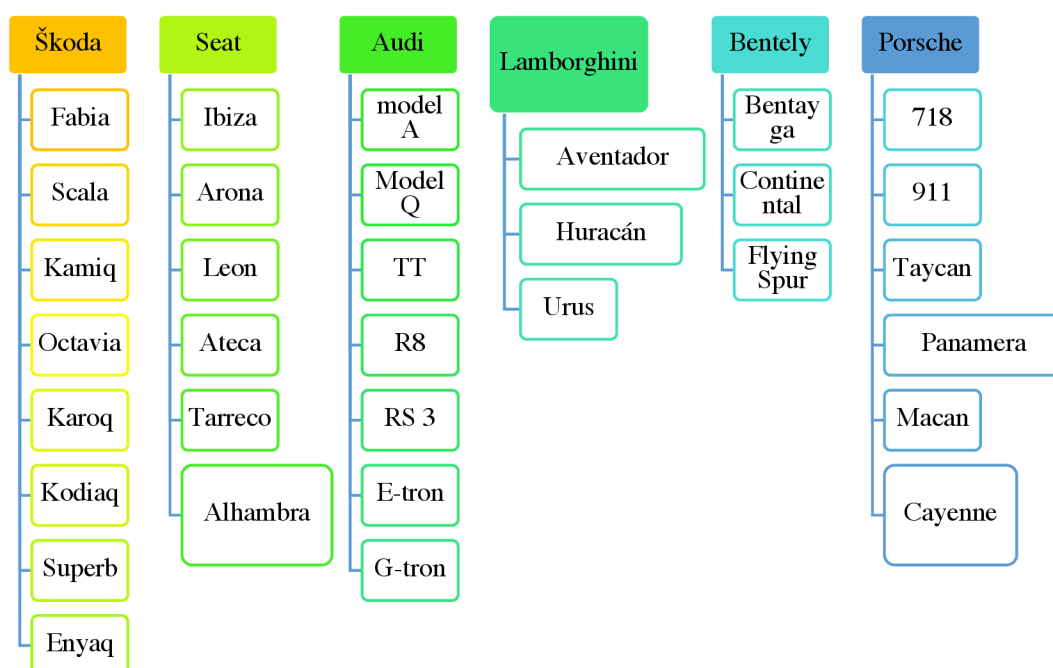 Škoda
Fabia
Scala
Kamiq
Octavia
Karoq
Kodiaq
Superb
Enyaq
Seat
Ibiza
Arona
Leon
Ateca
Tarreco
Alhambra
Audi
model
A
Model
Q
TT
R8
RS 3
E-tron
G-tron
Lamborghini
Aventador
Huracán
Urus
Bentely
Bentay
ga
Contine
ntal
Flying
Spur
Porsche
718
911
Taycan
Panamera
Macan
Cayenne